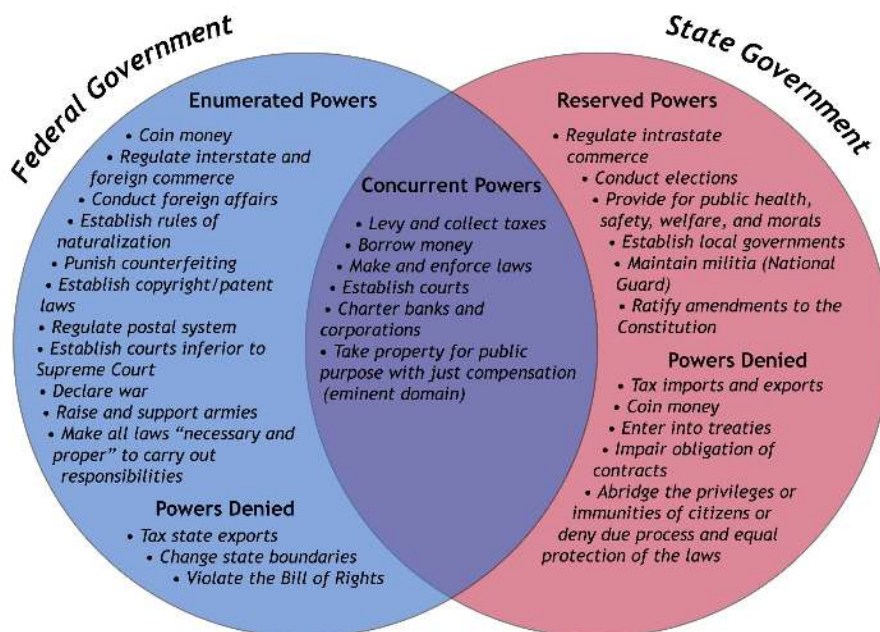 Federal Government
State Government
Enumerated Powers
• Coin money
• Regulate interstate and
foreign commerce
• Conduct foreign affairs
• Establish rules of
naturalization
• Punish counterfeiting
• Establish copyright/patent
laws
• Regulate postal system
• Establish courts inferior to
Supreme Court
• Declare war
• Raise and support armies
• Make all laws “necessary and
proper” to carry out
responsibilities
Powers Denied
• Tax state exports
• Change state boundaries
• Violate the Bill of Rights
Concurrent Powers
• Levy and collect taxes
• Borrow money
• Make and enforce laws
• Establish courts
• Charter banks and
corporations
• Take property for public
purpose with just compensation
(eminent domain)
Reserved Powers
• Regulate intrastate
commerce
• Conduct elections
• Provide for public health,
safety, welfare, and morals
• Establish local governments
• Maintain militia (National
Guard)
• Ratify amendments to the
Constitution
Powers Denied
• Tax imports and exports
• Coin money
• Enter into treaties
• Impair obligation of
contracts
• Abridge the privileges or
immunities of citizens or
deny due process and equal
protection of the laws